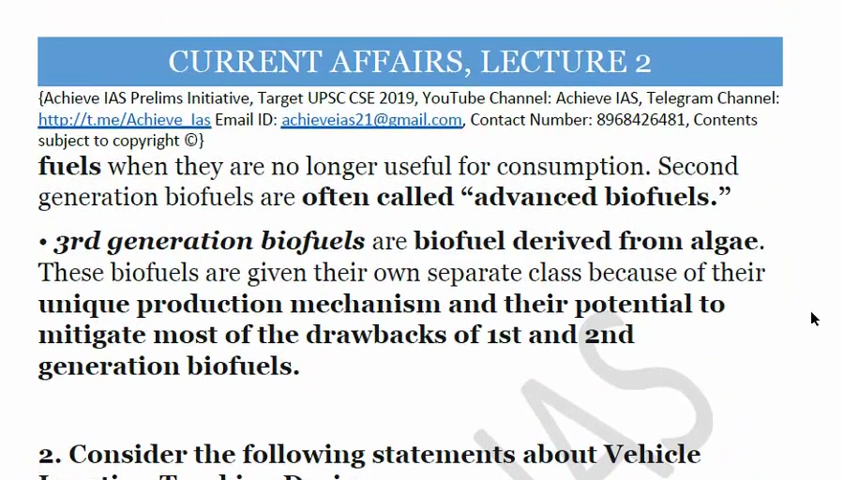 CURRENT AFFAIRS, LECTURE 2
{Achieve IAS Prelims Initiative, Target UPSC CSE 2019, YouTube Channel: Achieve IAS, Telegram Channel:
http://t.me/Achieve_Ias Email ID: achieveias21@gmail.com, Contact Number: 8968426481, Contents
subject to copyright ©}
fuels when they are no longer useful for consumption. Second
generation biofuels are often called “advanced biofuels.”
• 3rd generation biofuels are biofuel derived from algae.
These biofuels are given their own separate class because of their
unique production mechanism and their potential to
mitigate most of the drawbacks of 1st and 2nd
generation biofuels.
IAS
2. Consider the following statements about Vehicle